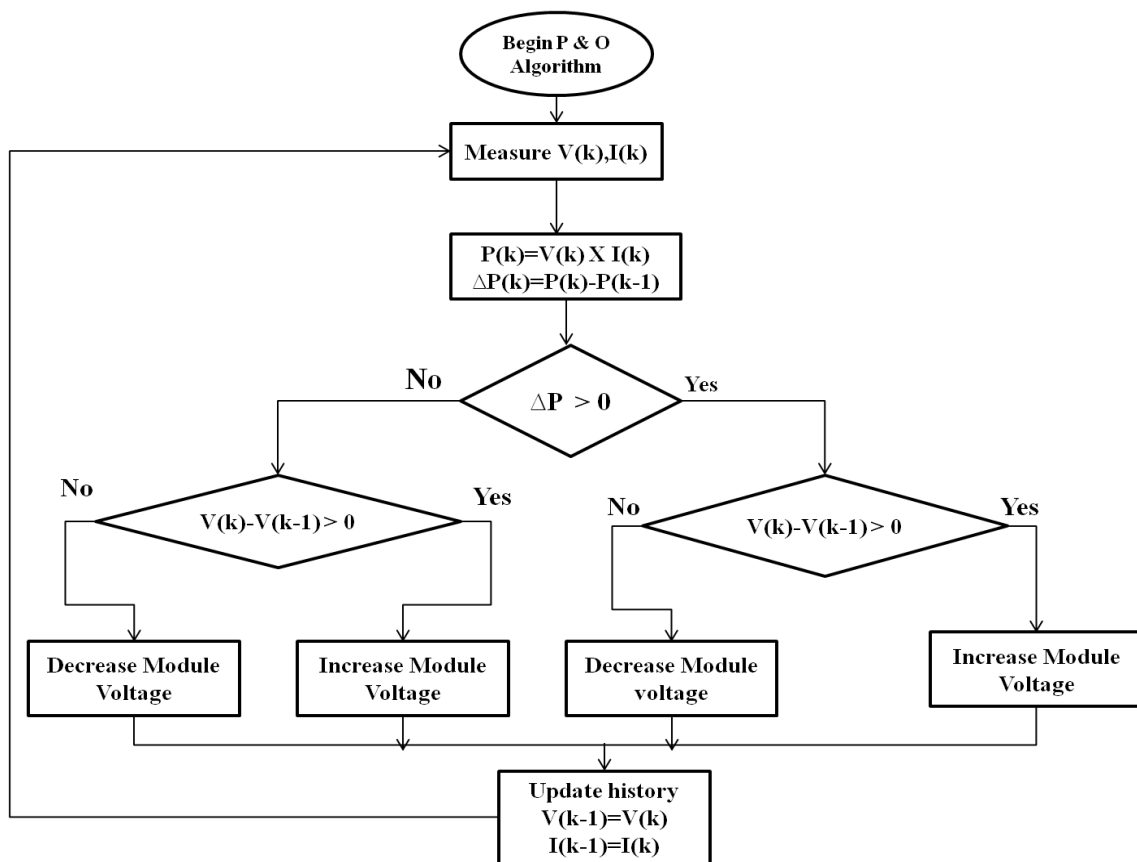 Begin P & O
Algorithm
Measure V(k),I(k)
P(k)=V(k) X I(k)
∆P(k)=P(k)-P(k-1)
No
Yes
∆P > 0
No
Yes
V(k)-V(k-1) > 0
No
Yes
V(k)-V(k-1) > 0
Decrease Module
Voltage
Increase Module
Voltage
Decrease Module
voltage
Increase Module
Voltage
Update history
V(k-1)=V(k)
I(k-1)=I(k)